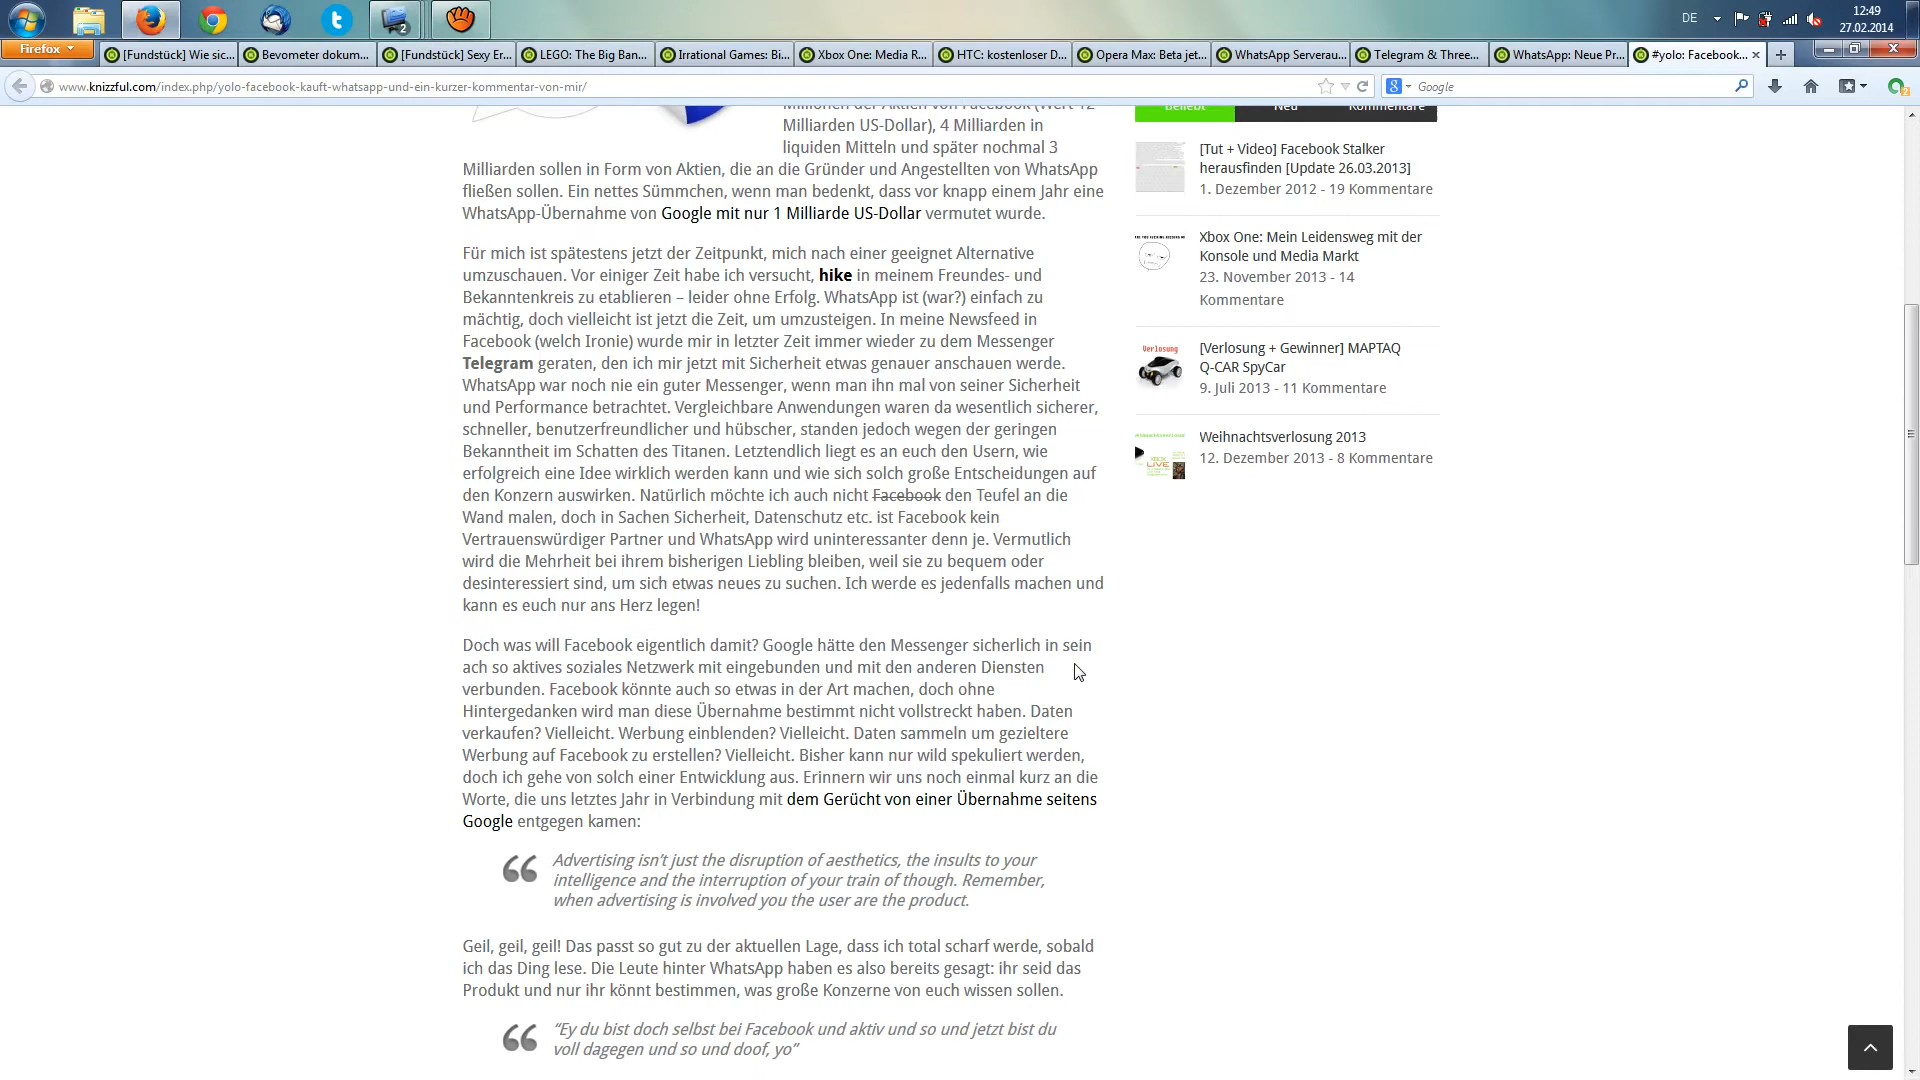 DE
12:49
27.02.2014
Firefox
[Fundstück] Wie sic...
Bevometer dokum...
[Fundstück] Sexy Er...
LEGO: The Big Ban...
Irrational Games: Bi...
Xbox One: Media R...
HTC: kostenloser D...
Opera Max: Beta jet...
WhatsApp Serverau...
Telegram & Three...
WhatsApp: Neue Pr...
#yolo: Facebook...
www.knizzful.com/index.php/yolo-facebook-kauft-whatsapp-und-ein-kurzer-kommentar-von-mir/
Google
Millionen der Aktien von Facebook (Wert 12
Milliarden US-Dollar), 4 Milliarden in
liquiden Mitteln und später nochmal 3
Milliarden sollen in Form von Aktien, die an die Gründer und Angestellten von WhatsApp
fließen sollen. Ein nettes Sümmchen, wenn man bedenkt, dass vor knapp einem Jahr eine
WhatsApp-Übernahme von Google mit nur 1 Milliarde US-Dollar vermutet wurde.
Für mich ist spätestens jetzt der Zeitpunkt, mich nach einer geeignet Alternative
umzuschauen. Vor einiger Zeit habe ich versucht, hike in meinem Freundes- und
Bekanntenkreis zu etablieren – leider ohne Erfolg. WhatsApp ist (war?) einfach zu
mächtig, doch vielleicht ist jetzt die Zeit, um umzusteigen. In meine Newsfeed in
Facebook (welch Ironie) wurde mir in letzter Zeit immer wieder zu dem Messenger
Telegram geraten, den ich mir jetzt mit Sicherheit etwas genauer anschauen werde.
WhatsApp war noch nie ein guter Messenger, wenn man ihn mal von seiner Sicherheit
und Performance betrachtet. Vergleichbare Anwendungen waren da wesentlich sicherer,
schneller, benutzerfreundlicher und hübscher, standen jedoch wegen der geringen
Bekanntheit im Schatten des Titanen. Letztendlich liegt es an euch den Usern, wie
erfolgreich eine Idee wirklich werden kann und wie sich solch große Entscheidungen auf
den Konzern auswirken. Natürlich möchte ich auch nicht Facebook den Teufel an die
Wand malen, doch in Sachen Sicherheit, Datenschutz etc. ist Facebook kein
Vertrauenswürdiger Partner und WhatsApp wird uninteressanter denn je. Vermutlich
wird die Mehrheit bei ihrem bisherigen Liebling bleiben, weil sie zu bequem oder
desinteressiert sind, um sich etwas neues zu suchen. Ich werde es jedenfalls machen und
kann es euch nur ans Herz legen!
Doch was will Facebook eigentlich damit? Google hätte den Messenger sicherlich in sein
ach so aktives soziales Netzwerk mit eingebunden und mit den anderen Diensten
verbunden. Facebook könnte auch so etwas in der Art machen, doch ohne
Hintergedanken wird man diese Übernahme bestimmt nicht vollstreckt haben. Daten
verkaufen? Vielleicht. Werbung einblenden? Vielleicht. Daten sammeln um gezieltere
Werbung auf Facebook zu erstellen? Vielleicht. Bisher kann nur wild spekuliert werden,
doch ich gehe von solch einer Entwicklung aus. Erinnern wir uns noch einmal kurz an die
Worte, die uns letztes Jahr in Verbindung mit dem Gerücht von einer Übernahme seitens
Google entgegen kamen:
Advertising isn't just the disruption of aesthetics, the insults to your
intelligence and the interruption of your train of though. Remember,
when advertising is involved you the user are the product.
Geil, geil, geil! Das passt so gut zu der aktuellen Lage, dass ich total scharf werde, sobald
ich das Ding lese. Die Leute hinter WhatsApp haben es also bereits gesagt: ihr seid das
Produkt und nur ihr könnt bestimmen, was große Konzerne von euch wissen sollen.
“Ey du bist doch selbst bei Facebook und aktiv und so und jetzt bist du
voll dagegen und so und doof, yo”
Beliebt
Neu
Kommentare
[Tut + Video] Facebook Stalker
herausfinden [Update 26.03.2013]
1. Dezember 2012 - 19 Kommentare
Xbox One: Mein Leidensweg mit der
Konsole und Media Markt
23. November 2013 - 14
Kommentare
Verlosung
[Verlosung + Gewinner] MAPTAQ
Q-CAR SpyCar
9. Juli 2013 - 11 Kommentare
Weihnachtsverlosung 2013
12. Dezember 2013 - 8 Kommentare